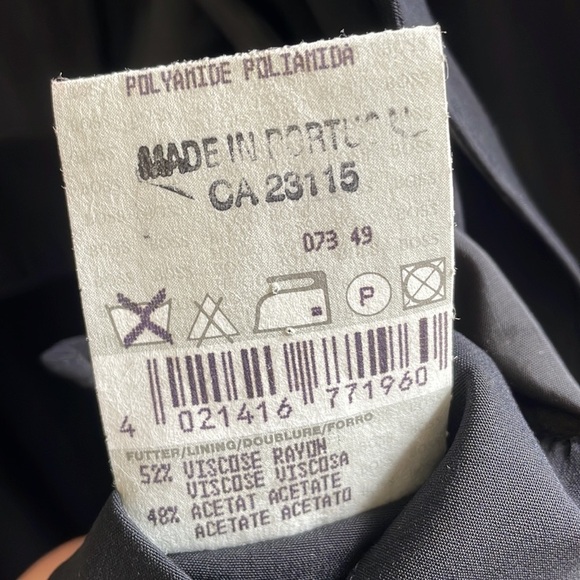 POLYAMIDE POLIAMIDA
MADE IN PORTUGAL
CA 23115
073 49
P
4 021416 771960
FUTTER/LINING/DOUBLURE/FORRO
52% VISCOSE RAYON
VISCOSE VISCOSA
48% ACETAT ACETATE
ACETATE ACETATO